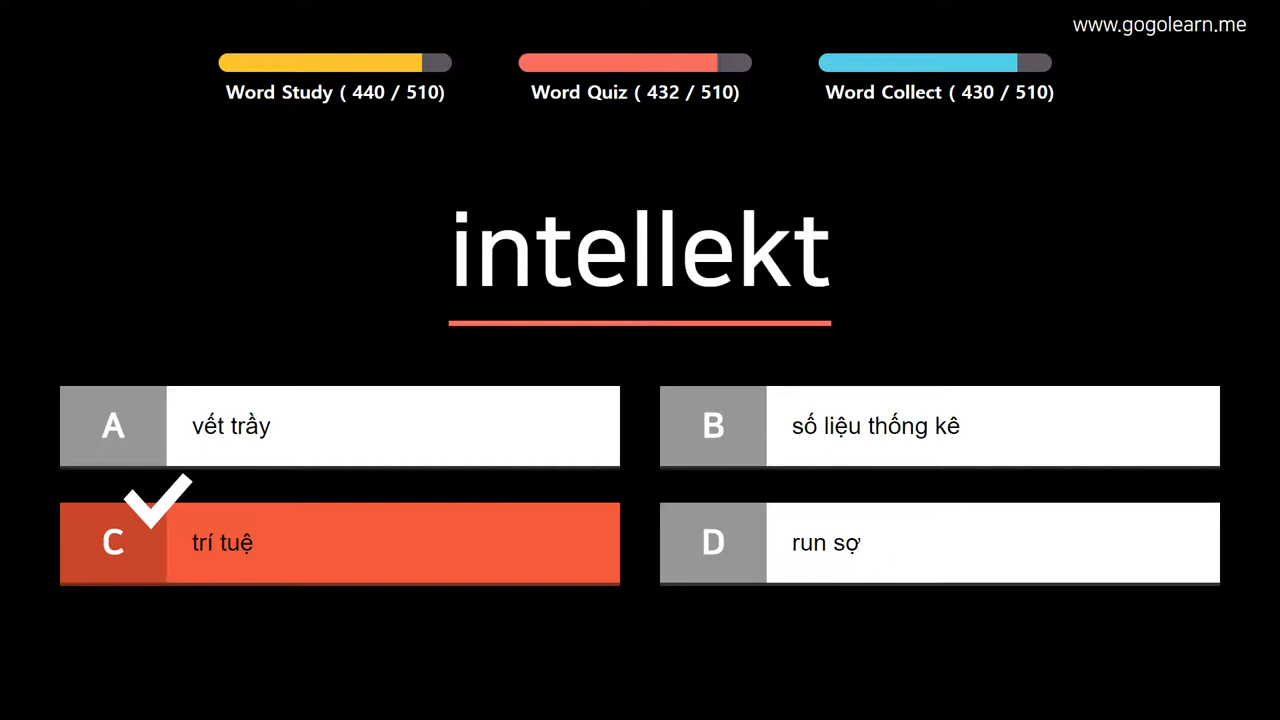 www.gogolearn.me
Word Study ( 440 / 510)
Word Quiz ( 432 / 510)
Word Collect ( 430 / 510)
intellekt
A vết trầy
B số liệu thống kê
C trí tuệ
D run sợ